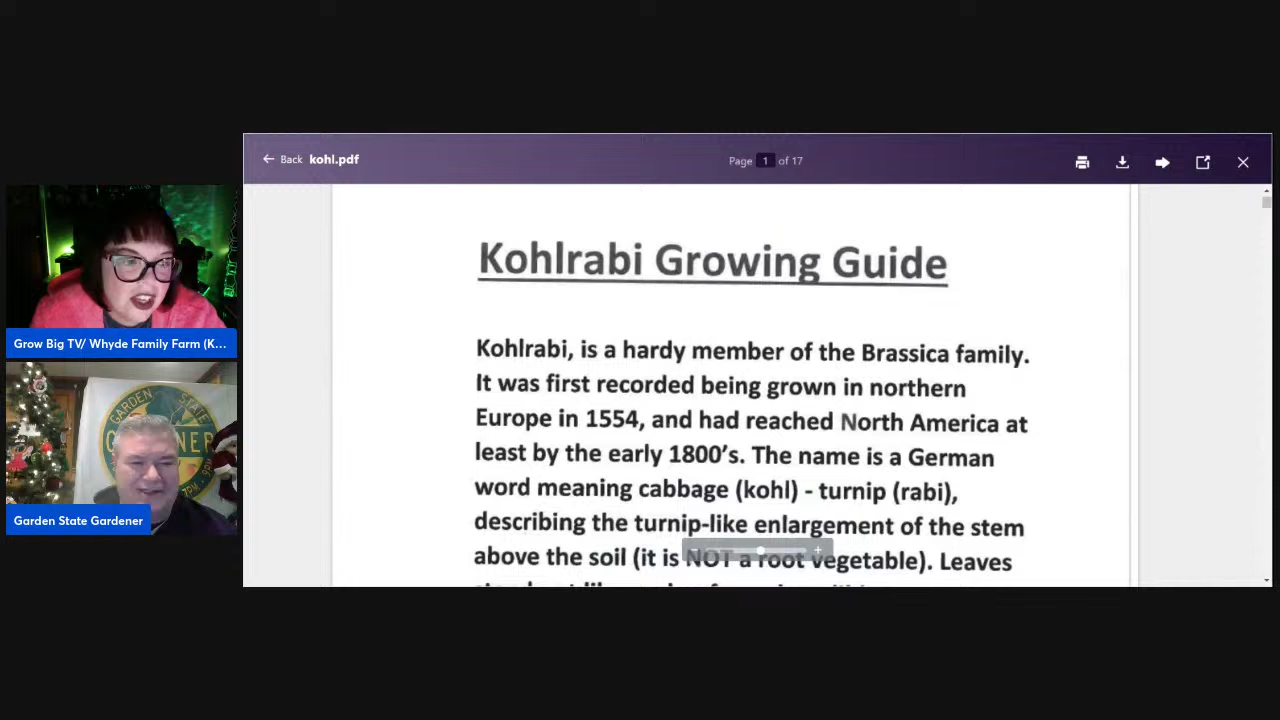 Back kohl.pdf
Page 1 of 17
Kohlrabi Growing Guide
Kohlrabi, is a hardy member of the Brassica family.
It was first recorded being grown in northern
Europe in 1554, and had reached North America at
least by the early 1800's. The name is a German
word meaning cabbage (kohl) - turnip (rabi),
describing the turnip-like enlargement of the stem
above the soil (it is NOT a root vegetable). Leaves
Grow Big TV/ Whyde Family Farm (K...
GARDEN STATE
Garden State Gardener